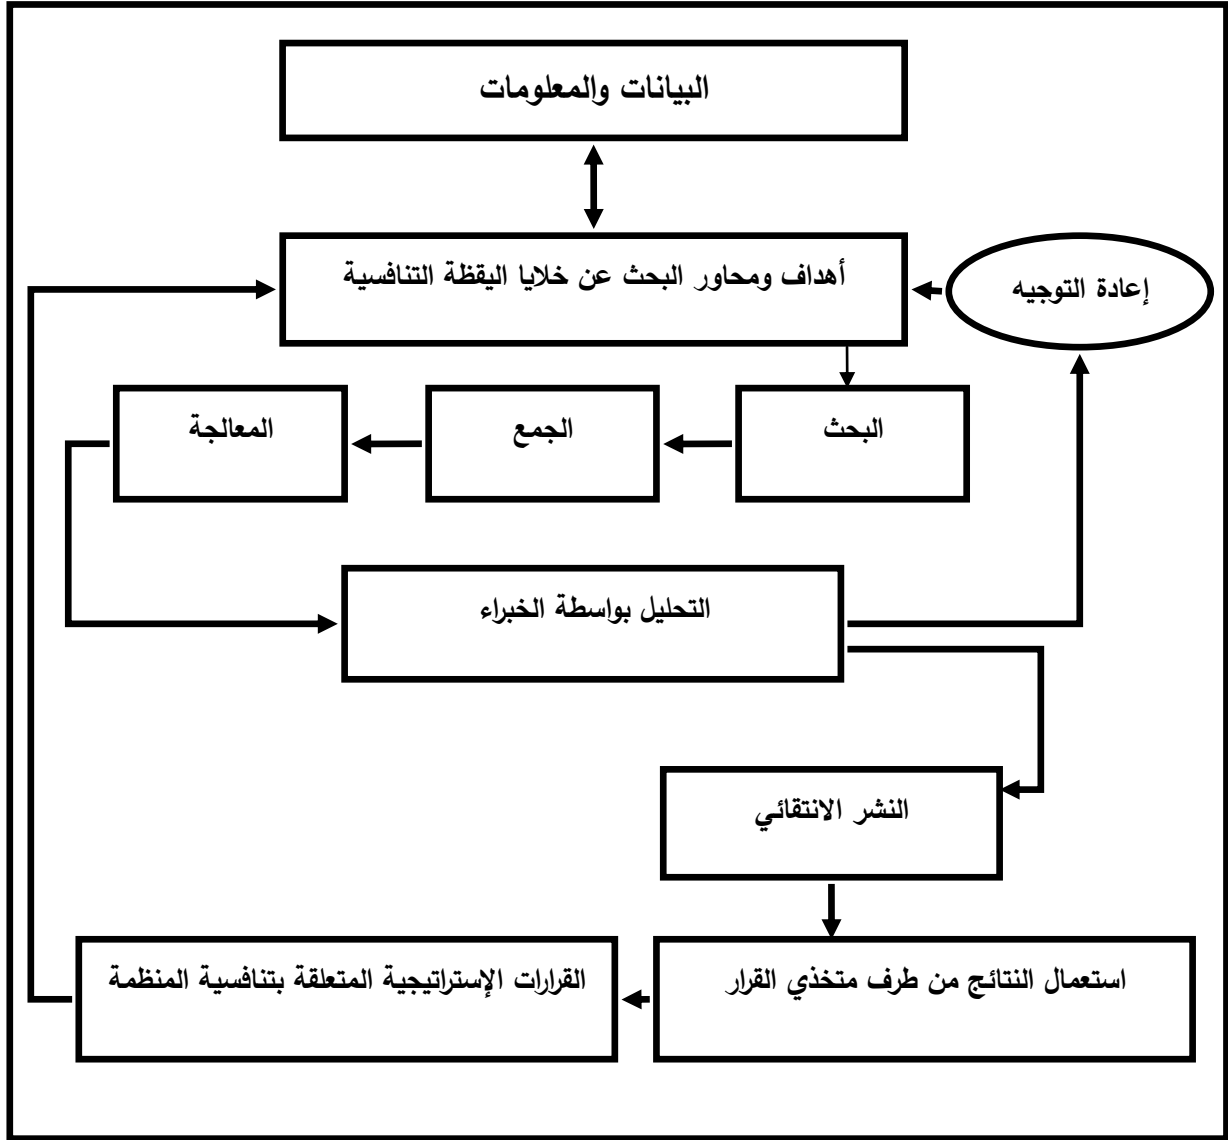 البيانات والمعلومات
أهداف ومحاور البحث عن خلايا اليقظة التنافسية
إعادة التوجيه
البحث
الجمع
المعالجة
التحليل بواسطة الخبراء
النشر الانتقائي
استعمال النتائج من طرف متخذي القرار
القرارات الإستراتيجية المتعلقة بتنافسية المنظمة